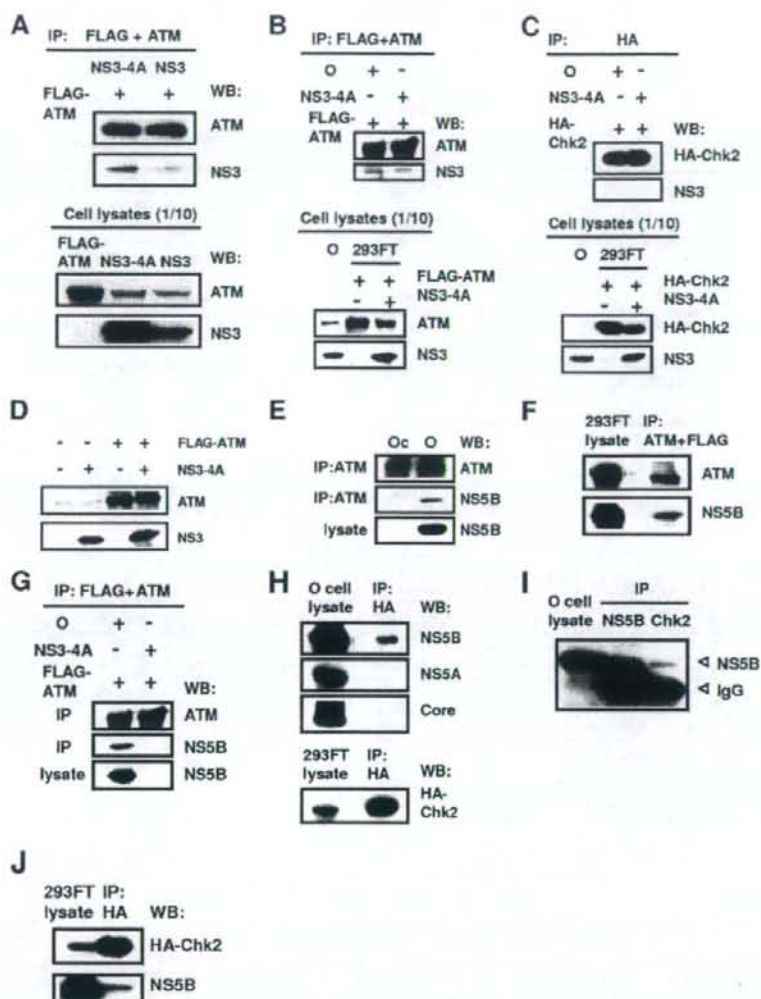 A
IP: FLAG + ATM
NS3-4A NS3
FLAG-ATM + + WB:
ATM
NS3
Cell lysates (1/10)
FLAG-ATM NS3-4A NS3 WB:
ATM
NS3
B
IP: FLAG+ATM
O + -
NS3-4A - +
FLAG-ATM + + WB:
ATM
NS3
Cell lysates (1/10)
O 293FT
+ + FLAG-ATM
- + NS3-4A
ATM
NS3
C
IP: HA
O + -
NS3-4A - +
HA-Chk2 + + WB:
HA-Chk2
NS3
Cell lysates (1/10)
O 293FT
+ + HA-Chk2
- + NS3-4A
HA-Chk2
NS3
D
- - + + FLAG-ATM
- + - + NS3-4A
ATM
NS3
E
Oc O WB:
IP:ATM ATM
IP:ATM NS5B
lysate NS5B
F
293FT IP:
lysate ATM+FLAG
ATM
NS5B
G
IP: FLAG+ATM
O + -
NS3-4A - +
FLAG-ATM + + WB:
IP ATM
IP NS5B
lysate NS5B
H
O cell IP:
lysate HA WB:
NS5B
NS5A
Core
293FT IP:
lysate HA WB:
HA-Chk2
I
IP
O cell
lysate NS5B Chk2
◁ NS5B
◁ IgG
J
293FT IP:
lysate HA WB:
HA-Chk2
NS5B